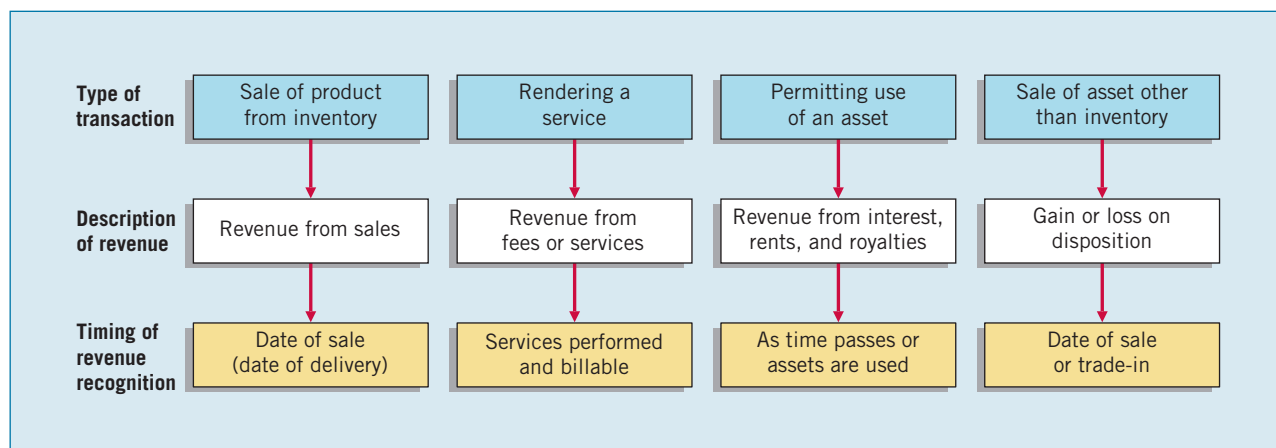 Type of
transaction
Sale of product
from inventory
Rendering a
service
Permitting use
of an asset
Sale of asset other
than inventory
Description
of revenue
Revenue from sales
Revenue from
fees or services
Revenue from interest,
rents, and royalties
Gain or loss on
disposition
Timing of
revenue
recognition
Date of sale
(date of delivery)
Services performed
and billable
As time passes or
assets are used
Date of sale
or trade-in